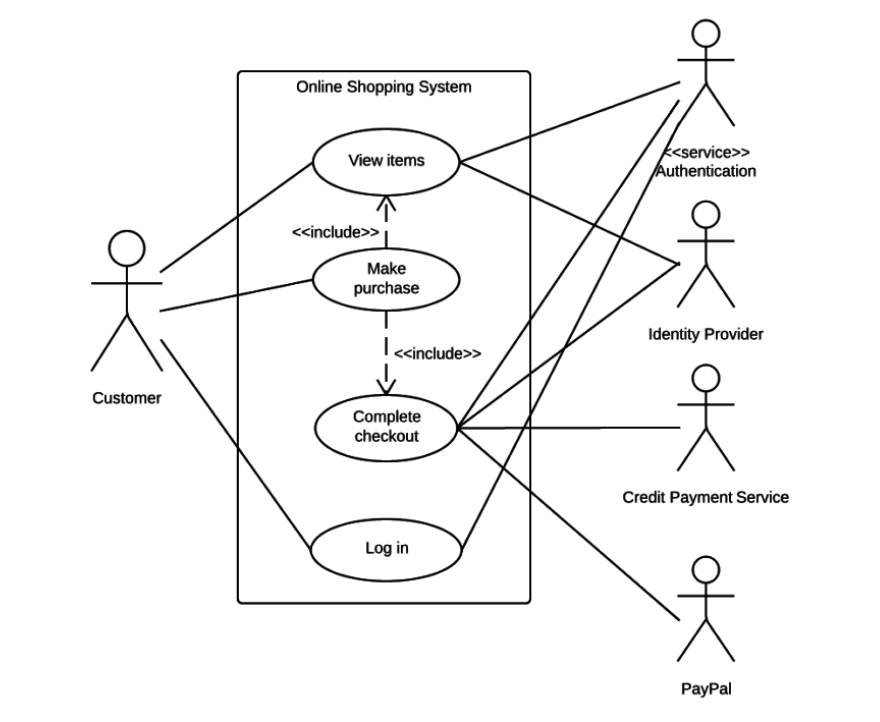 Online Shopping System
View items
<<service>>
Authentication
<<include>>
Make
purchase
Identity Provider
<<include>>
Customer
Complete
checkout
Credit Payment Service
Log in
PayPal